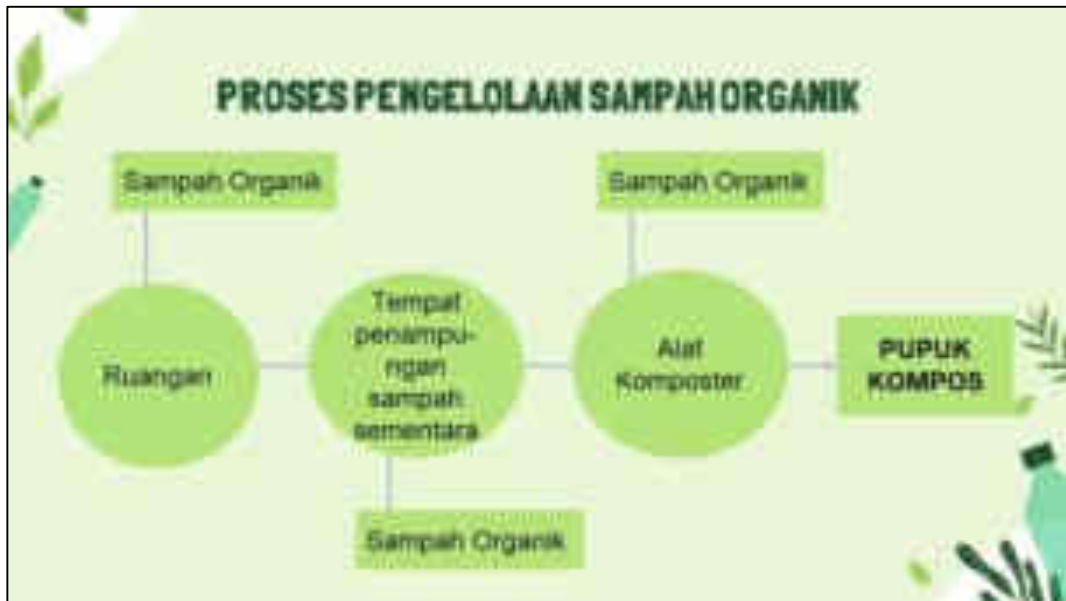 PROSES PENGELOLAAN SAMPAH ORGANIK
Sampah Organik
Sampah Organik
Ruangan
Tempat
penampu-
ngan
sampah
sementara
Alat
Komposter
PUPUK
KOMPOS
Sampah Organik